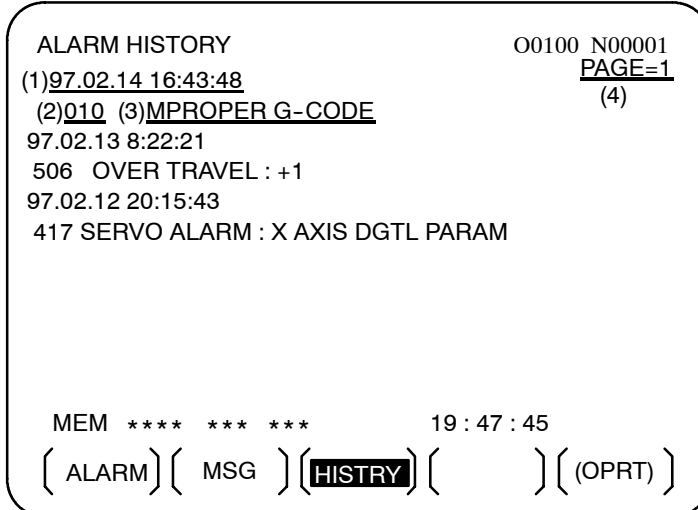 ALARM HISTORY O0100 N00001
(1)97.02.14 16:43:48 PAGE=1
(2)010 (3)MPROPER G-CODE (4)
97.02.13 8:22:21
506 OVER TRAVEL : +1
97.02.12 20:15:43
417 SERVO ALARM : X AXIS DGTL PARAM
MEM **** *** *** 19 : 47 : 45
[ ALARM ] [ MSG ] [ HISTRY ] [ ] [ (OPRT) ]